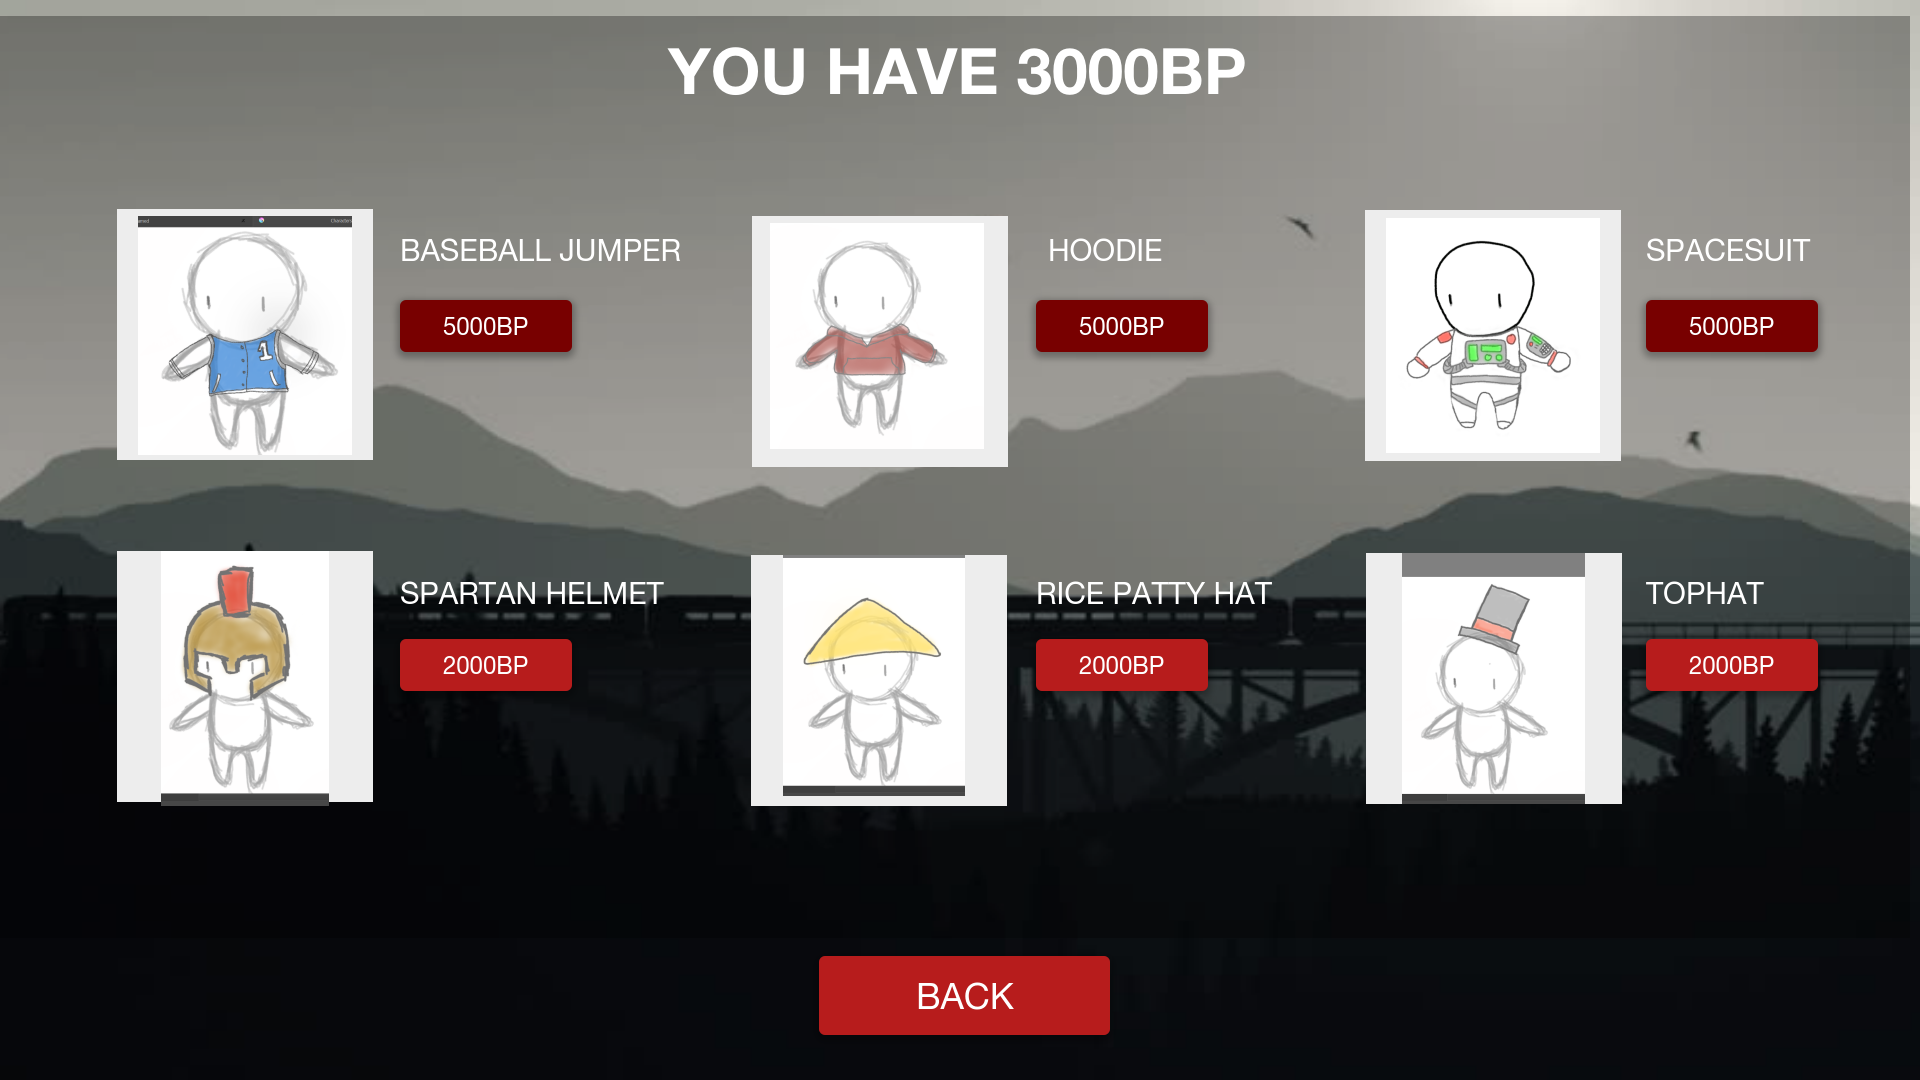 YOU HAVE 3000BP
BASEBALL JUMPER
5000BP
HOODIE
5000BP
SPACESUIT
5000BP
1
SPARTAN HELMET
2000BP
RICE PATTY HAT
2000BP
TOPHAT
2000BP
BACK